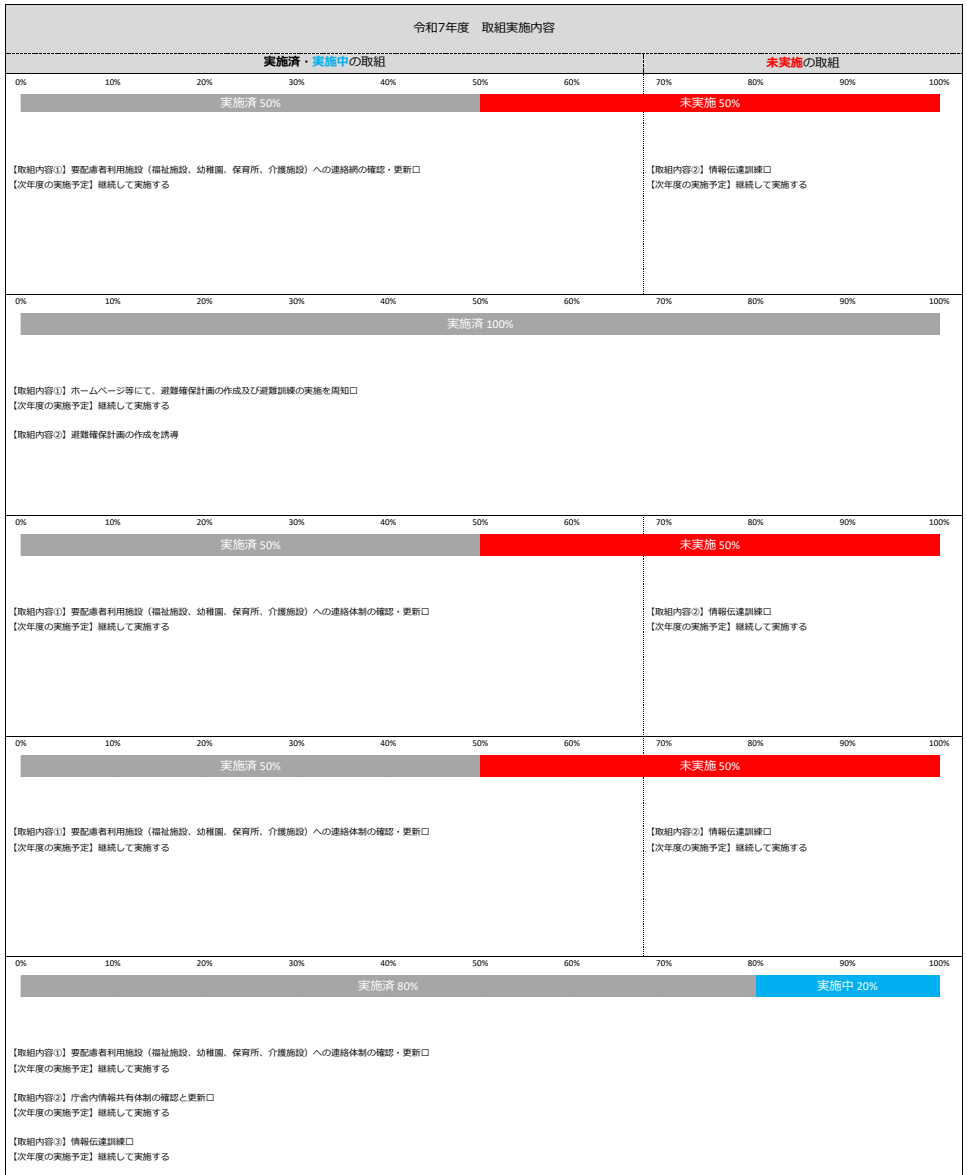 令和7年度　取組実施内容
実施済・実施中の取組
未実施の取組
0% 10% 20% 30% 40% 50% 60% 70% 80% 90% 100%
実施済 50% 未実施 50%
【取組内容①】要配慮者利用施設（福祉施設、幼稚園、保育所、介護施設）への連絡網の確認・更新□
【次年度の実施予定】継続して実施する
【取組内容②】情報伝達訓練□
【次年度の実施予定】継続して実施する
0% 10% 20% 30% 40% 50% 60% 70% 80% 90% 100%
実施済 100%
【取組内容①】ホームページ等にて、避難確保計画の作成及び避難訓練の実施を周知□
【次年度の実施予定】継続して実施する
【取組内容②】避難確保計画の作成を誘導
0% 10% 20% 30% 40% 50% 60% 70% 80% 90% 100%
実施済 50% 未実施 50%
【取組内容①】要配慮者利用施設（福祉施設、幼稚園、保育所、介護施設）への連絡体制の確認・更新□
【次年度の実施予定】継続して実施する
【取組内容②】情報伝達訓練□
【次年度の実施予定】継続して実施する
0% 10% 20% 30% 40% 50% 60% 70% 80% 90% 100%
実施済 50% 未実施 50%
【取組内容①】要配慮者利用施設（福祉施設、幼稚園、保育所、介護施設）への連絡体制の確認・更新□
【次年度の実施予定】継続して実施する
【取組内容②】情報伝達訓練□
【次年度の実施予定】継続して実施する
0% 10% 20% 30% 40% 50% 60% 70% 80% 90% 100%
実施済 80% 実施中 20%
【取組内容①】要配慮者利用施設（福祉施設、幼稚園、保育所、介護施設）への連絡体制の確認・更新□
【次年度の実施予定】継続して実施する
【取組内容②】庁舎内情報共有体制の確認と更新□
【次年度の実施予定】継続して実施する
【取組内容③】情報伝達訓練□
【次年度の実施予定】継続して実施する